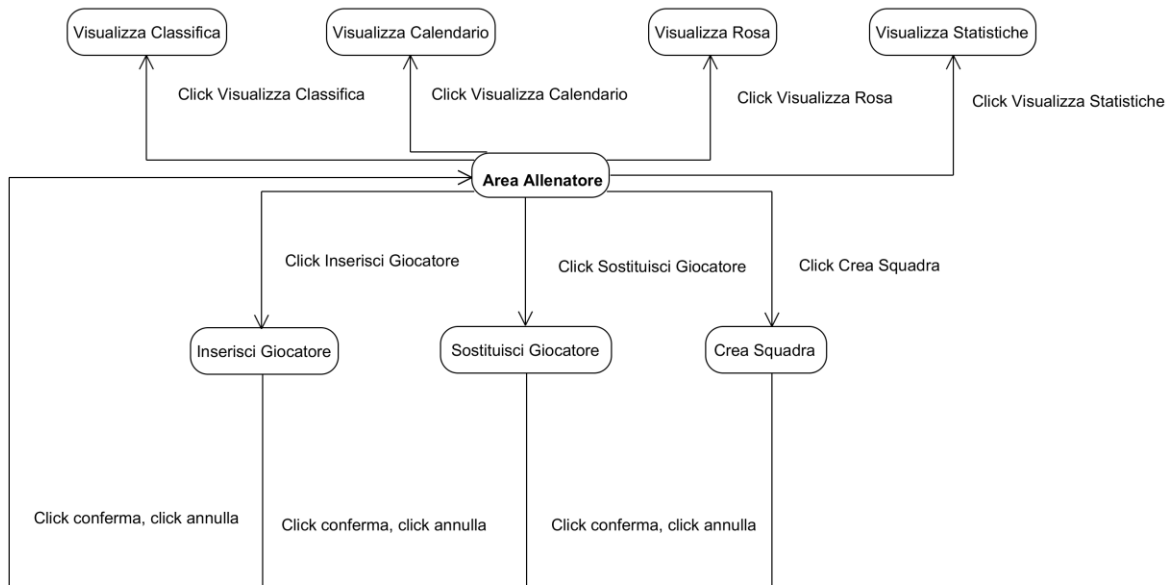 Visualizza Classifica
Visualizza Calendario
Visualizza Rosa
Visualizza Statistiche
Click Visualizza Classifica
Click Visualizza Calendario
Click Visualizza Rosa
Click Visualizza Statistiche
Area Allenatore
Click Inserisci Giocatore
Click Sostituisci Giocatore
Click Crea Squadra
Inserisci Giocatore
Sostituisci Giocatore
Crea Squadra
Click conferma, click annulla
Click conferma, click annulla
Click conferma, click annulla